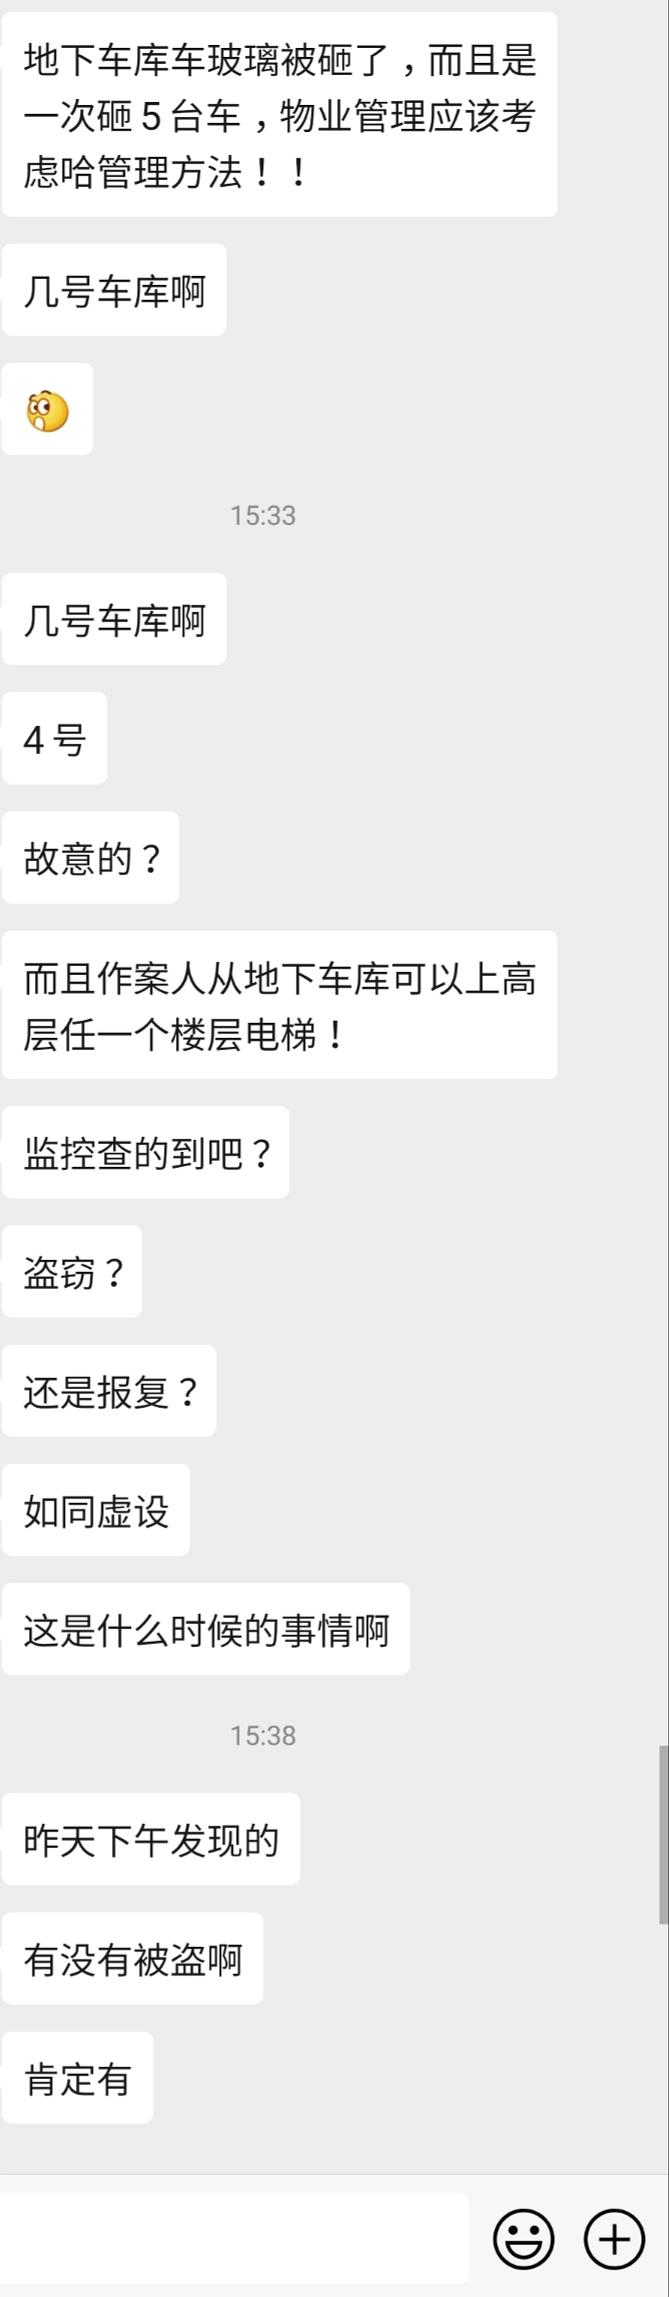 地下车库车玻璃被砸了，而且是
一次砸5台车，物业管理应该考
虑哈管理方法！！
几号车库啊
15:33
几号车库啊
4号
故意的？
而且作案人从地下车库可以上高
层任一个楼层电梯！
监控查的到吧？
盗窃？
还是报复？
如同虚设
这是什么时候的事情啊
15:38
昨天下午发现的
有没有被盗啊
肯定有